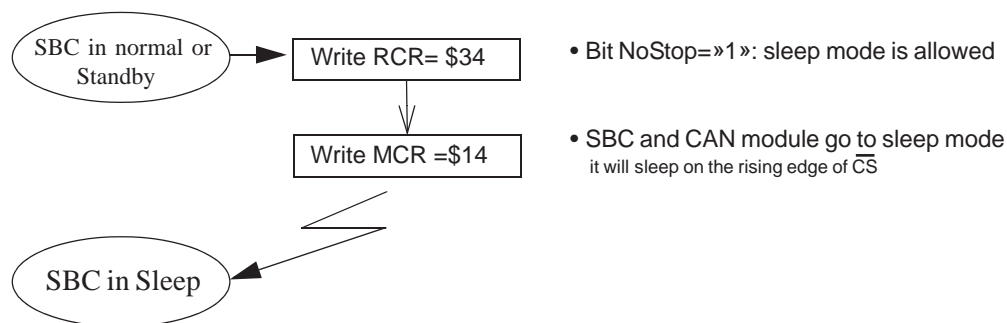 SBC in normal or
Standby
Write RCR= $34
• Bit NoStop=»1»: sleep mode is allowed
Write MCR =$14
• SBC and CAN module go to sleep mode
it will sleep on the rising edge of C̅S̅
SBC in Sleep